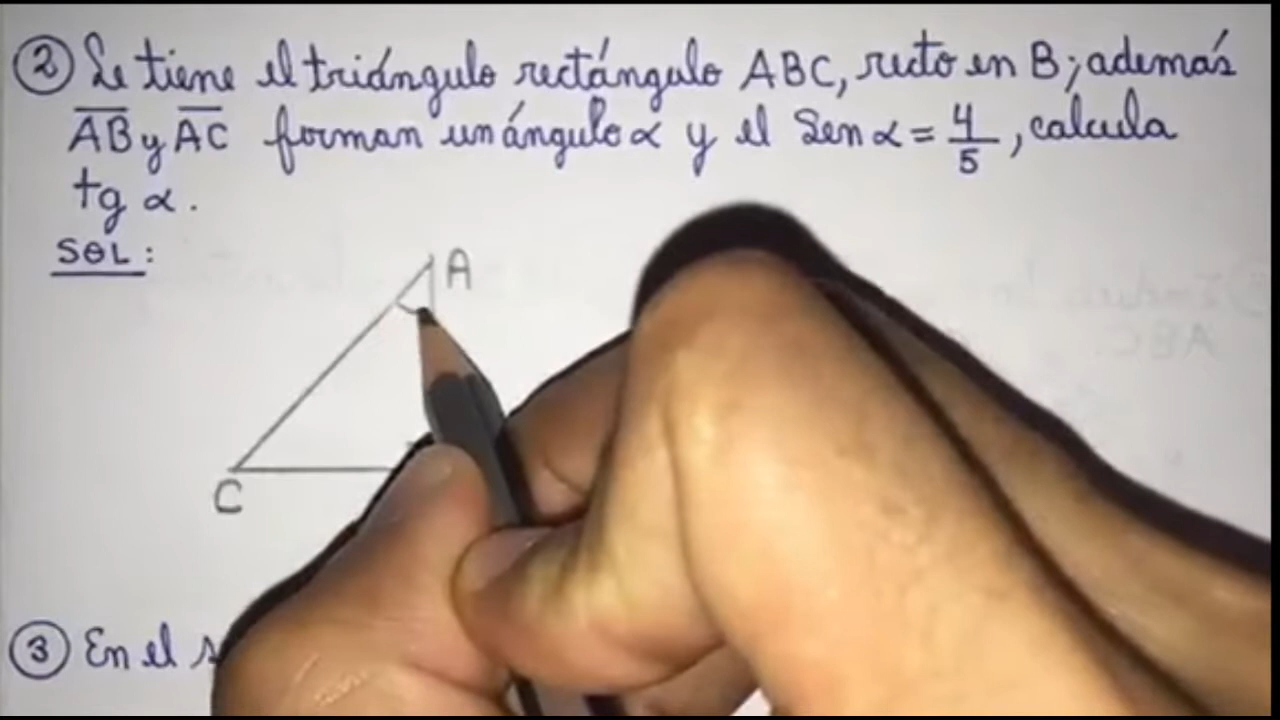 ② Se tiene el triángulo rectángulo ABC, recto en B; además
AB y AC forman un ángulo α y el Sen α = 4/5, calcula
tg α.
SOL:
A
C
③ En el